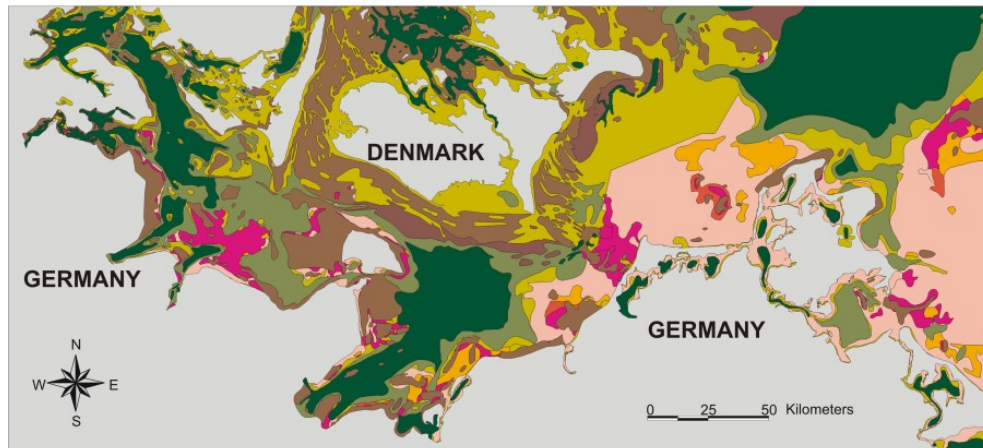 DENMARK
GERMANY
GERMANY
N
W E
S
0 25 50 Kilometers